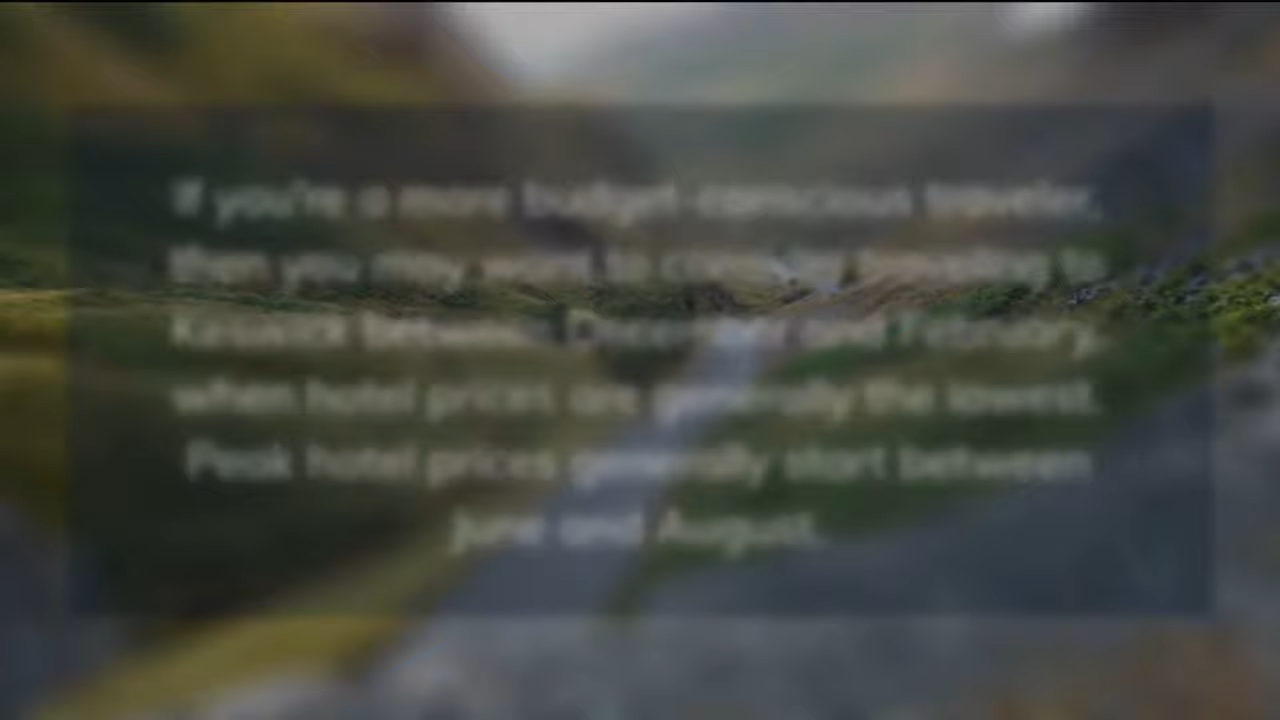 If you're a more budget-conscious traveler,
then you may want to consider traveling to
Keswick between December and February,
when hotel prices are generally the lowest.
Peak hotel prices generally start between
June and August.